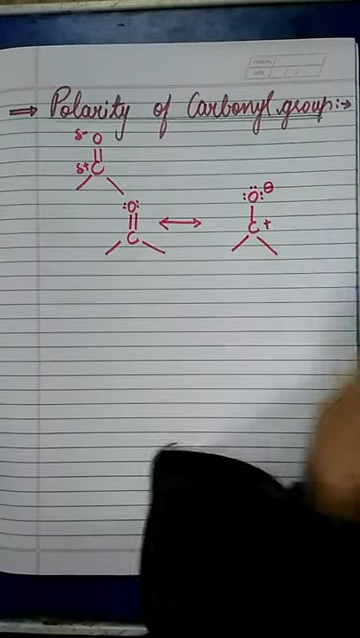 ⇒ Polarity of Carbonyl group:→
δ- O
δ+ C
:O: :Ö:⊖
C ↔ C +